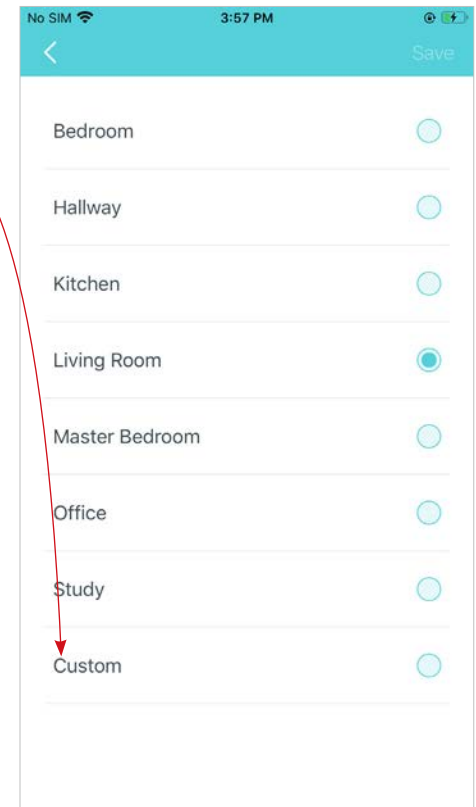 No SIM 3:57 PM
Save
Bedroom
Hallway
Kitchen
Living Room
Master Bedroom
Office
Study
Custom